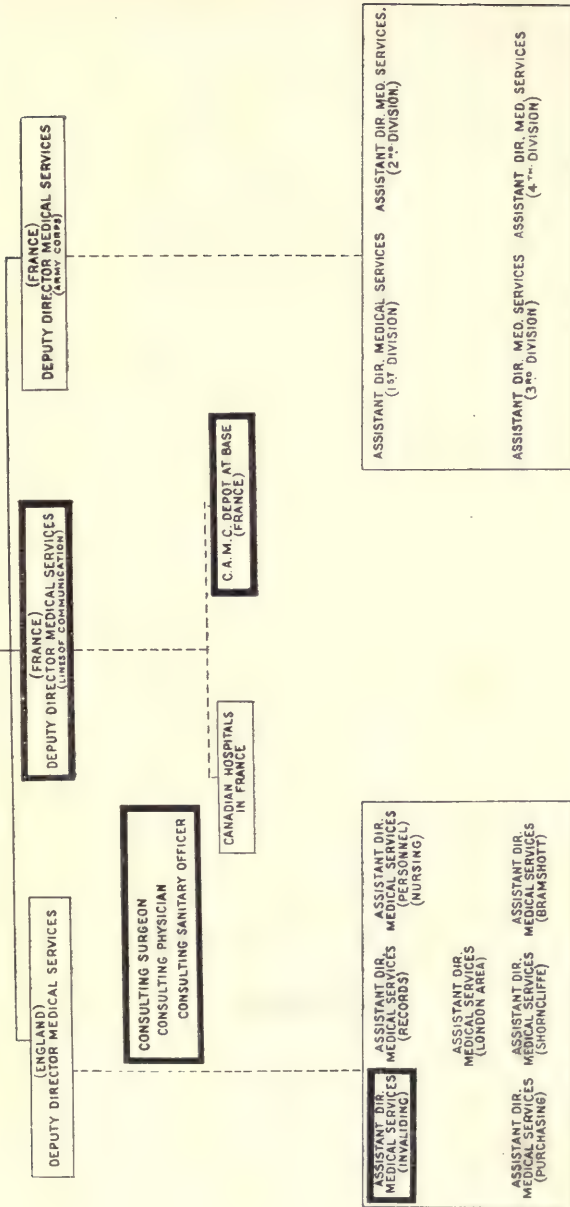 (ENGLAND)
DEPUTY DIRECTOR MEDICAL SERVICES
(FRANCE)
DEPUTY DIRECTOR MEDICAL SERVICES
(LINES OF COMMUNICATION)
(FRANCE)
DEPUTY DIRECTOR MEDICAL SERVICES
(ARMY CORPS)
CONSULTING SURGEON
CONSULTING PHYSICIAN
CONSULTING SANITARY OFFICER
CANADIAN HOSPITALS
IN FRANCE
C.A.M.C. DEPOT AT BASE
(FRANCE)
ASSISTANT DIR.
MEDICAL SERVICES
(INVALIDING)
ASSISTANT DIR.
MEDICAL SERVICES
(RECORDS)
ASSISTANT DIR.
MEDICAL SERVICES
(PERSONNEL)
(NURSING)
ASSISTANT DIR.
MEDICAL SERVICES
(LONDON AREA)
ASSISTANT DIR.
MEDICAL SERVICES
(PURCHASING)
ASSISTANT DIR.
MEDICAL SERVICES
(SHORNCLIFFE)
ASSISTANT DIR.
MEDICAL SERVICES
(BRAMSHOTT)
ASSISTANT DIR. MEDICAL SERVICES
(1ST DIVISION)
ASSISTANT DIR. MED. SERVICES.
(2ND DIVISION.)
ASSISTANT DIR. MED. SERVICES
(3RD DIVISION)
ASSISTANT DIR. MED. SERVICES
(4TH DIVISION)